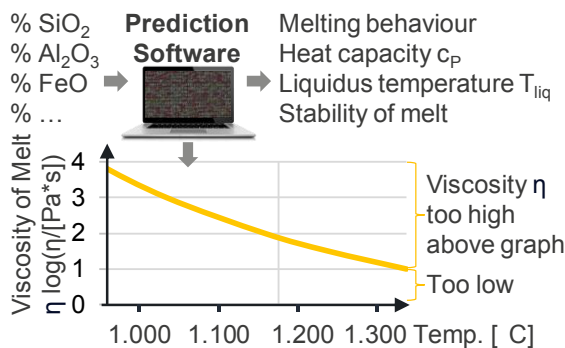 % SiO₂ Prediction Melting behaviour
% Al₂O₃ Software Heat capacity cₚ
% FeO Liquidus temperature Tₗᵢq
% … Stability of melt
Viscosity of Melt
η log(η/[Pa*s])
4
3
2
1
0
Viscosity η
too high
above graph
Too low
1.000 1.100 1.200 1.300 Temp. [ C]